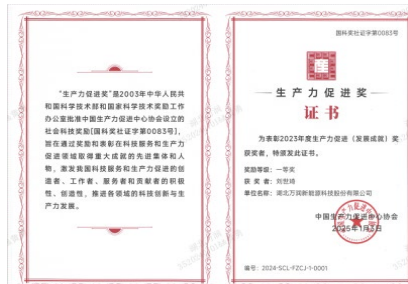 "生产力促进奖"是2003年中华人民共
和国科学技术部和国家科学技术奖励工作
办公室批准中国生产力促进中心协会设立的
社会科技奖励[国科奖社证字第0083号],
旨在通过奖励和表彰在科技服务和生产力
促进领域取得重大成就的先进集体和人
物,激发我国科技服务和生产力促进的创
造者、工作者、服务者和贡献者的积极
性、创造性,推进各领域的科技创新与生
产力发展。
国科奖社证字第0083号
生产力促进奖
证书
为表彰2023年度生产力促进(发展成就)奖
获奖者,特颁发此证书。
奖励等级:一等奖
获 奖 者:刘世琦
单位名称:湖北万润新能源科技股份有限公司
中国生产力促进中心协会
2025年1月3日
编号:2024-SCL-FZCJ-1-0001